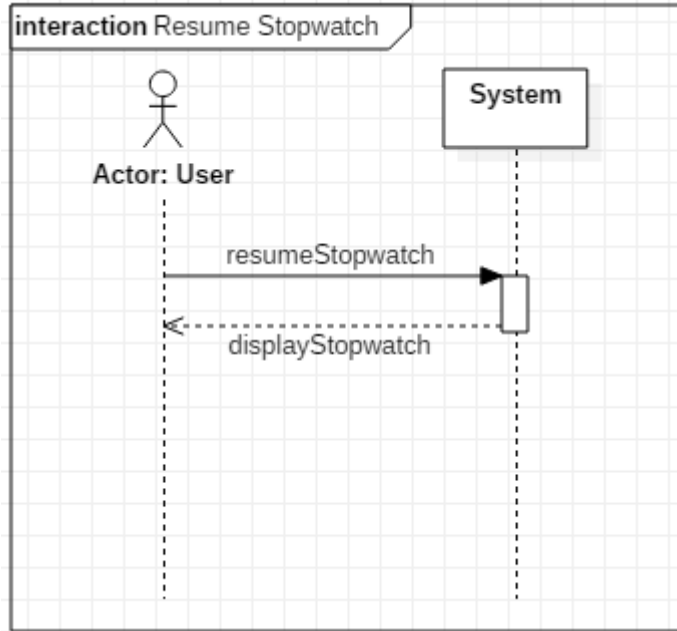 interaction Resume Stopwatch
System
Actor: User
resumeStopwatch
displayStopwatch